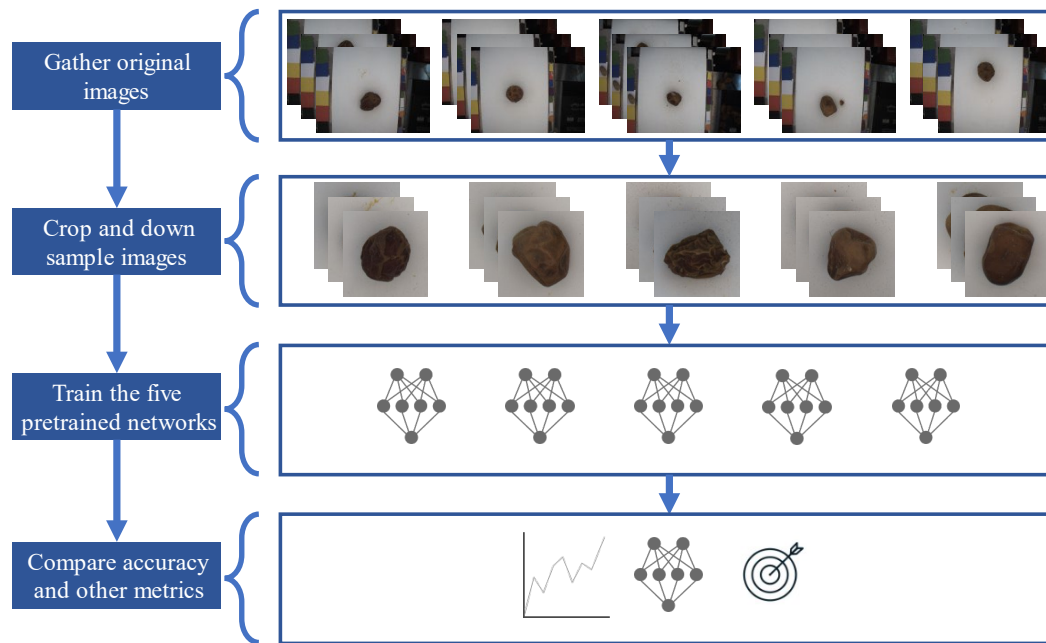 Gather original
images
Crop and down
sample images
Train the five
pretrained networks
Compare accuracy
and other metrics